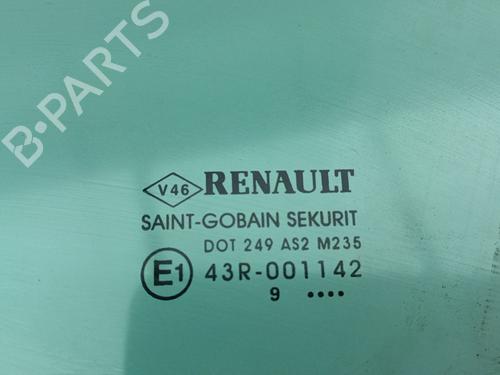 B-PARTS
V46 RENAULT
SAINT-GOBAIN SEKURIT
DOT 249 AS2 M235
E1 43R-001142
9 ••••